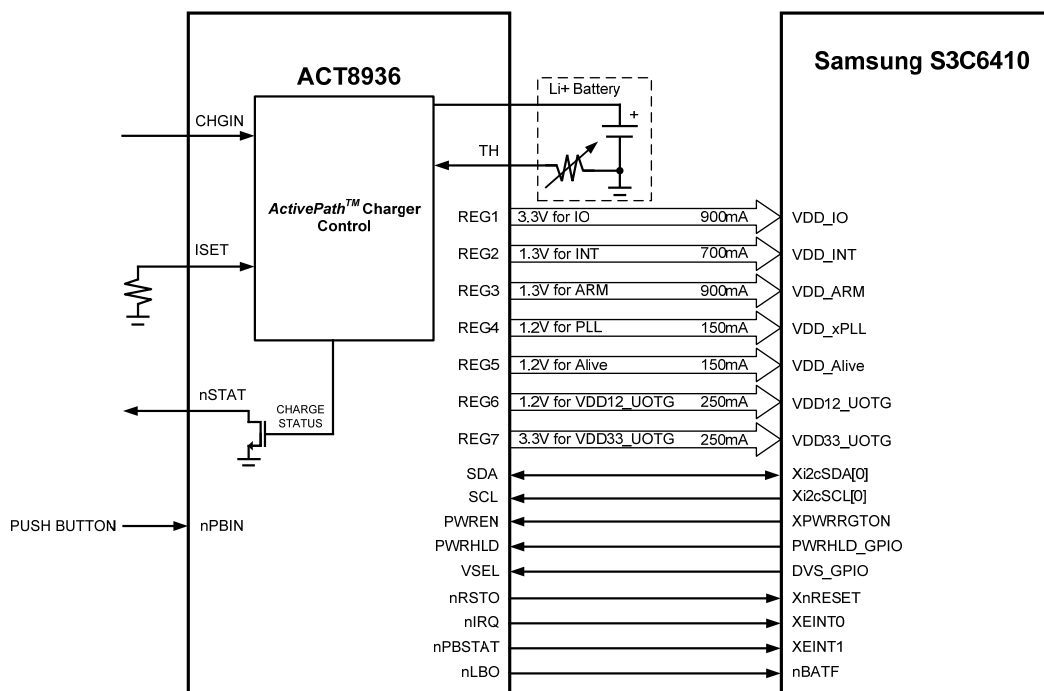 ACT8936
Samsung S3C6410
Li+ Battery
+
CHGIN
TH
ActivePath™ Charger
Control
ISET
REG1 3.3V for IO 900mA VDD_IO
REG2 1.3V for INT 700mA VDD_INT
REG3 1.3V for ARM 900mA VDD_ARM
REG4 1.2V for PLL 150mA VDD_xPLL
REG5 1.2V for Alive 150mA VDD_Alive
REG6 1.2V for VDD12_UOTG 250mA VDD12_UOTG
REG7 3.3V for VDD33_UOTG 250mA VDD33_UOTG
nSTAT
CHARGE
STATUS
SDA Xi2cSDA[0]
SCL Xi2cSCL[0]
PUSH BUTTON nPBIN
PWREN XPWRRGTON
PWRHLD PWRHLD_GPIO
VSEL DVS_GPIO
nRSTO XnRESET
nIRQ XEINT0
nPBSTAT XEINT1
nLBO nBATF